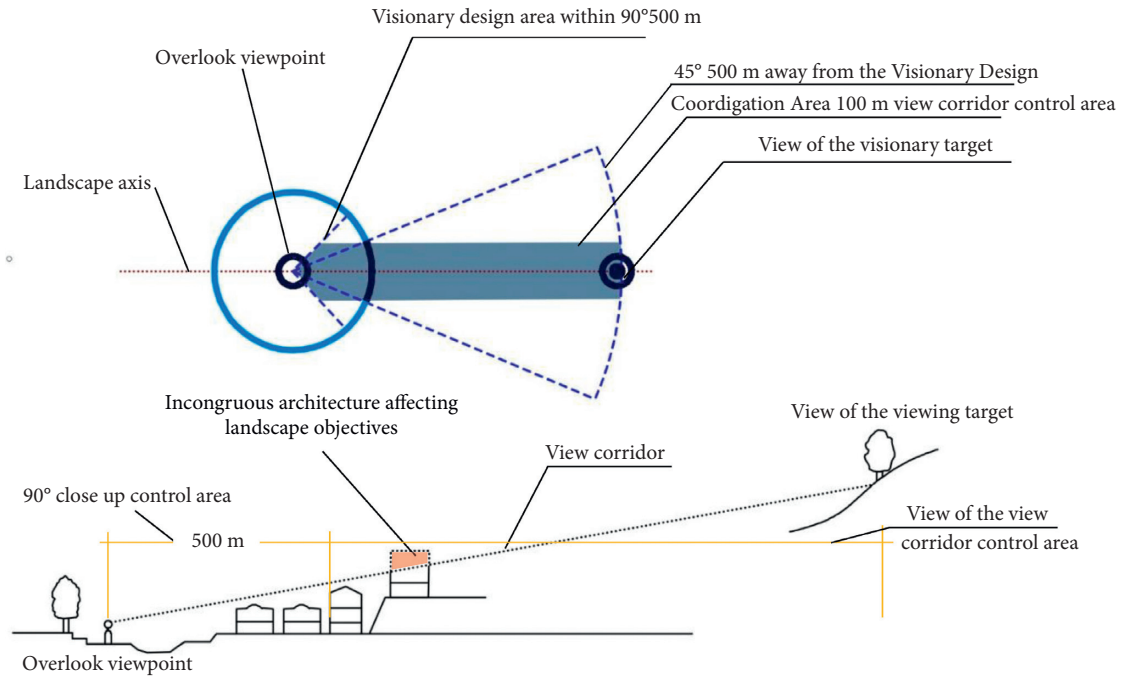 Visionary design area within 90°500 m
Overlook viewpoint
45° 500 m away from the Visionary Design
Coordigation Area 100 m view corridor control area
View of the visionary target
Landscape axis
Incongruous architecture affecting
landscape objectives
View of the viewing target
View corridor
90° close up control area
500 m
View of the view
corridor control area
Overlook viewpoint